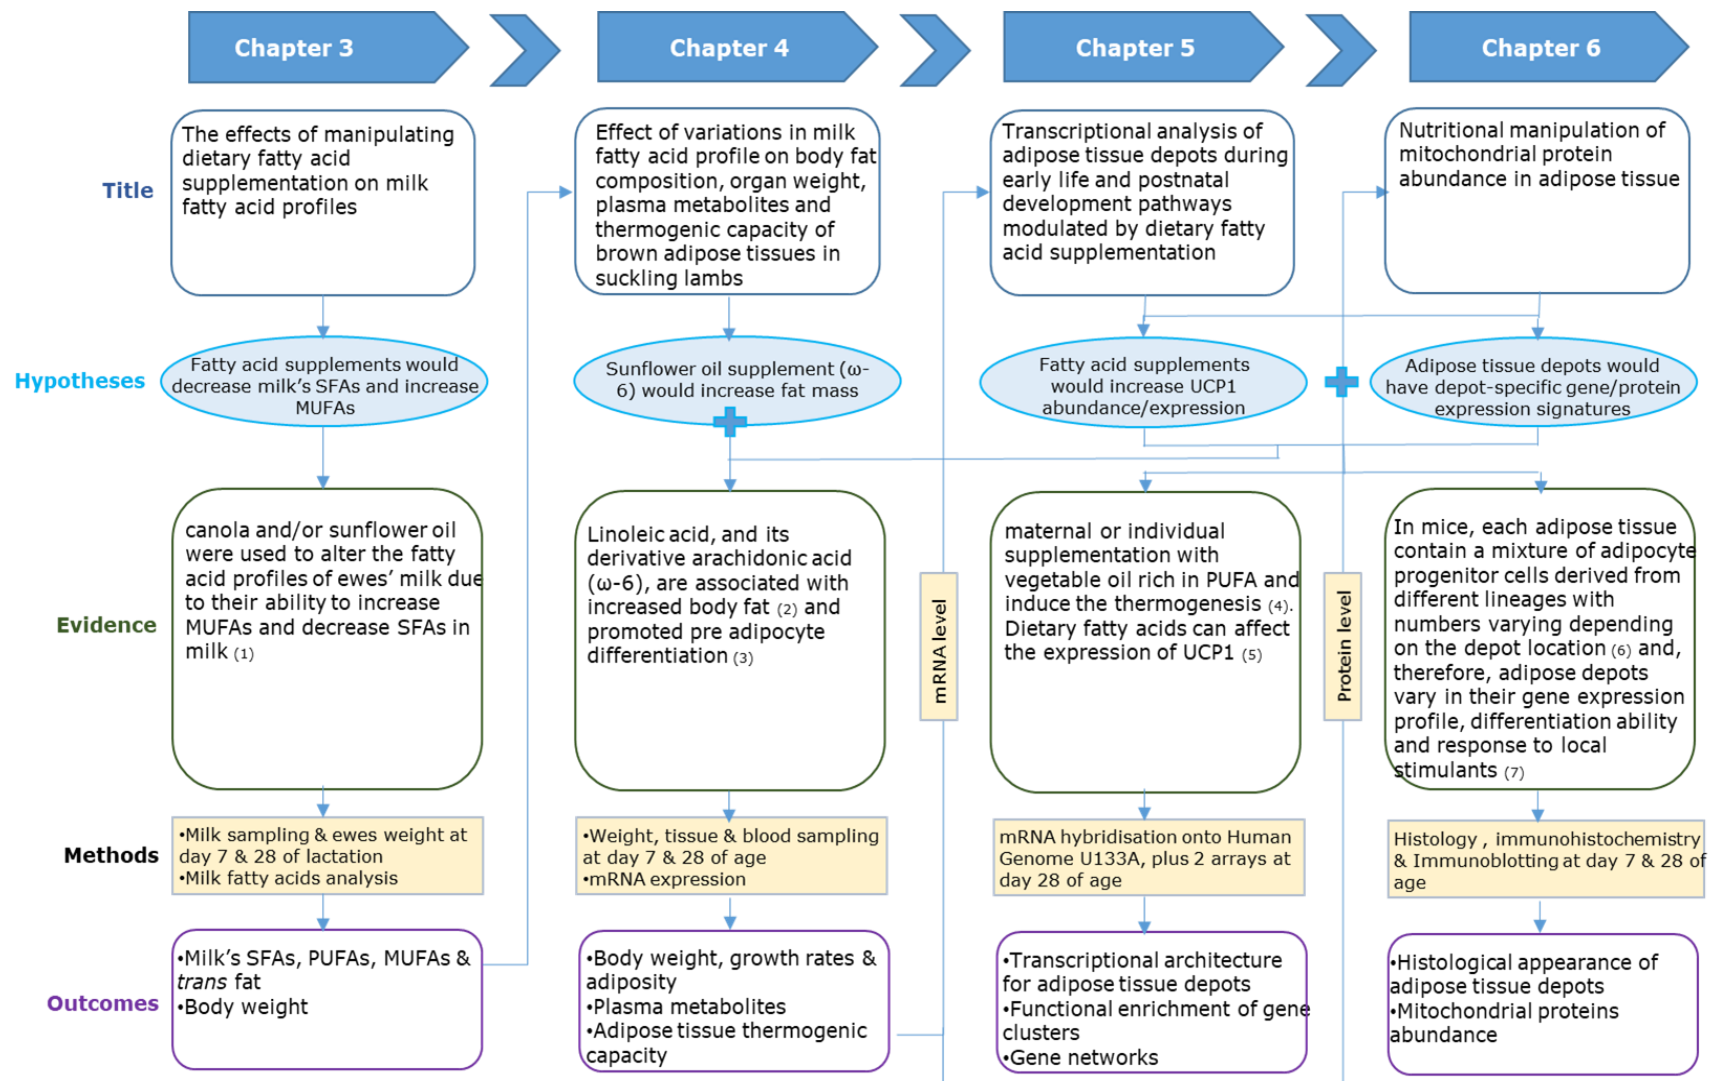 Chapter 3
Chapter 4
Chapter 5
Chapter 6
Title
The effects of manipulating
dietary fatty acid
supplementation on milk
fatty acid profiles
Effect of variations in milk
fatty acid profile on body fat
composition, organ weight,
plasma metabolites and
thermogenic capacity of
brown adipose tissues in
suckling lambs
Transcriptional analysis of
adipose tissue depots during
early life and postnatal
development pathways
modulated by dietary fatty
acid supplementation
Nutritional manipulation of
mitochondrial protein
abundance in adipose tissue
Hypotheses
Fatty acid supplements would
decrease milk's SFAs and increase
MUFAs
Sunflower oil supplement (ω-
6) would increase fat mass
Fatty acid supplements
would increase UCP1
abundance/expression
Adipose tissue depots would
have depot-specific gene/protein
expression signatures
Evidence
canola and/or sunflower oil
were used to alter the fatty
acid profiles of ewes' milk due
to their ability to increase
MUFAs and decrease SFAs in
milk (1)
Linoleic acid, and its
derivative arachidonic acid
(ω-6), are associated with
increased body fat (2) and
promoted pre adipocyte
differentiation (3)
mRNA level
maternal or individual
supplementation with
vegetable oil rich in PUFA and
induce the thermogenesis (4).
Dietary fatty acids can affect
the expression of UCP1 (5)
Protein level
In mice, each adipose tissue
contain a mixture of adipocyte
progenitor cells derived from
different lineages with
numbers varying depending
on the depot location (6) and,
therefore, adipose depots
vary in their gene expression
profile, differentiation ability
and response to local
stimulants (7)
Methods
•Milk sampling & ewes weight at
day 7 & 28 of lactation
•Milk fatty acids analysis
•Weight, tissue & blood sampling
at day 7 & 28 of age
•mRNA expression
mRNA hybridisation onto Human
Genome U133A, plus 2 arrays at
day 28 of age
Histology , immunohistochemistry
& Immunoblotting at day 7 & 28 of
age
Outcomes
•Milk's SFAs, PUFAs, MUFAs &
trans fat
•Body weight
•Body weight, growth rates &
adiposity
•Plasma metabolites
•Adipose tissue thermogenic
capacity
•Transcriptional architecture
for adipose tissue depots
•Functional enrichment of gene
clusters
•Gene networks
•Histological appearance of
adipose tissue depots
•Mitochondrial proteins
abundance